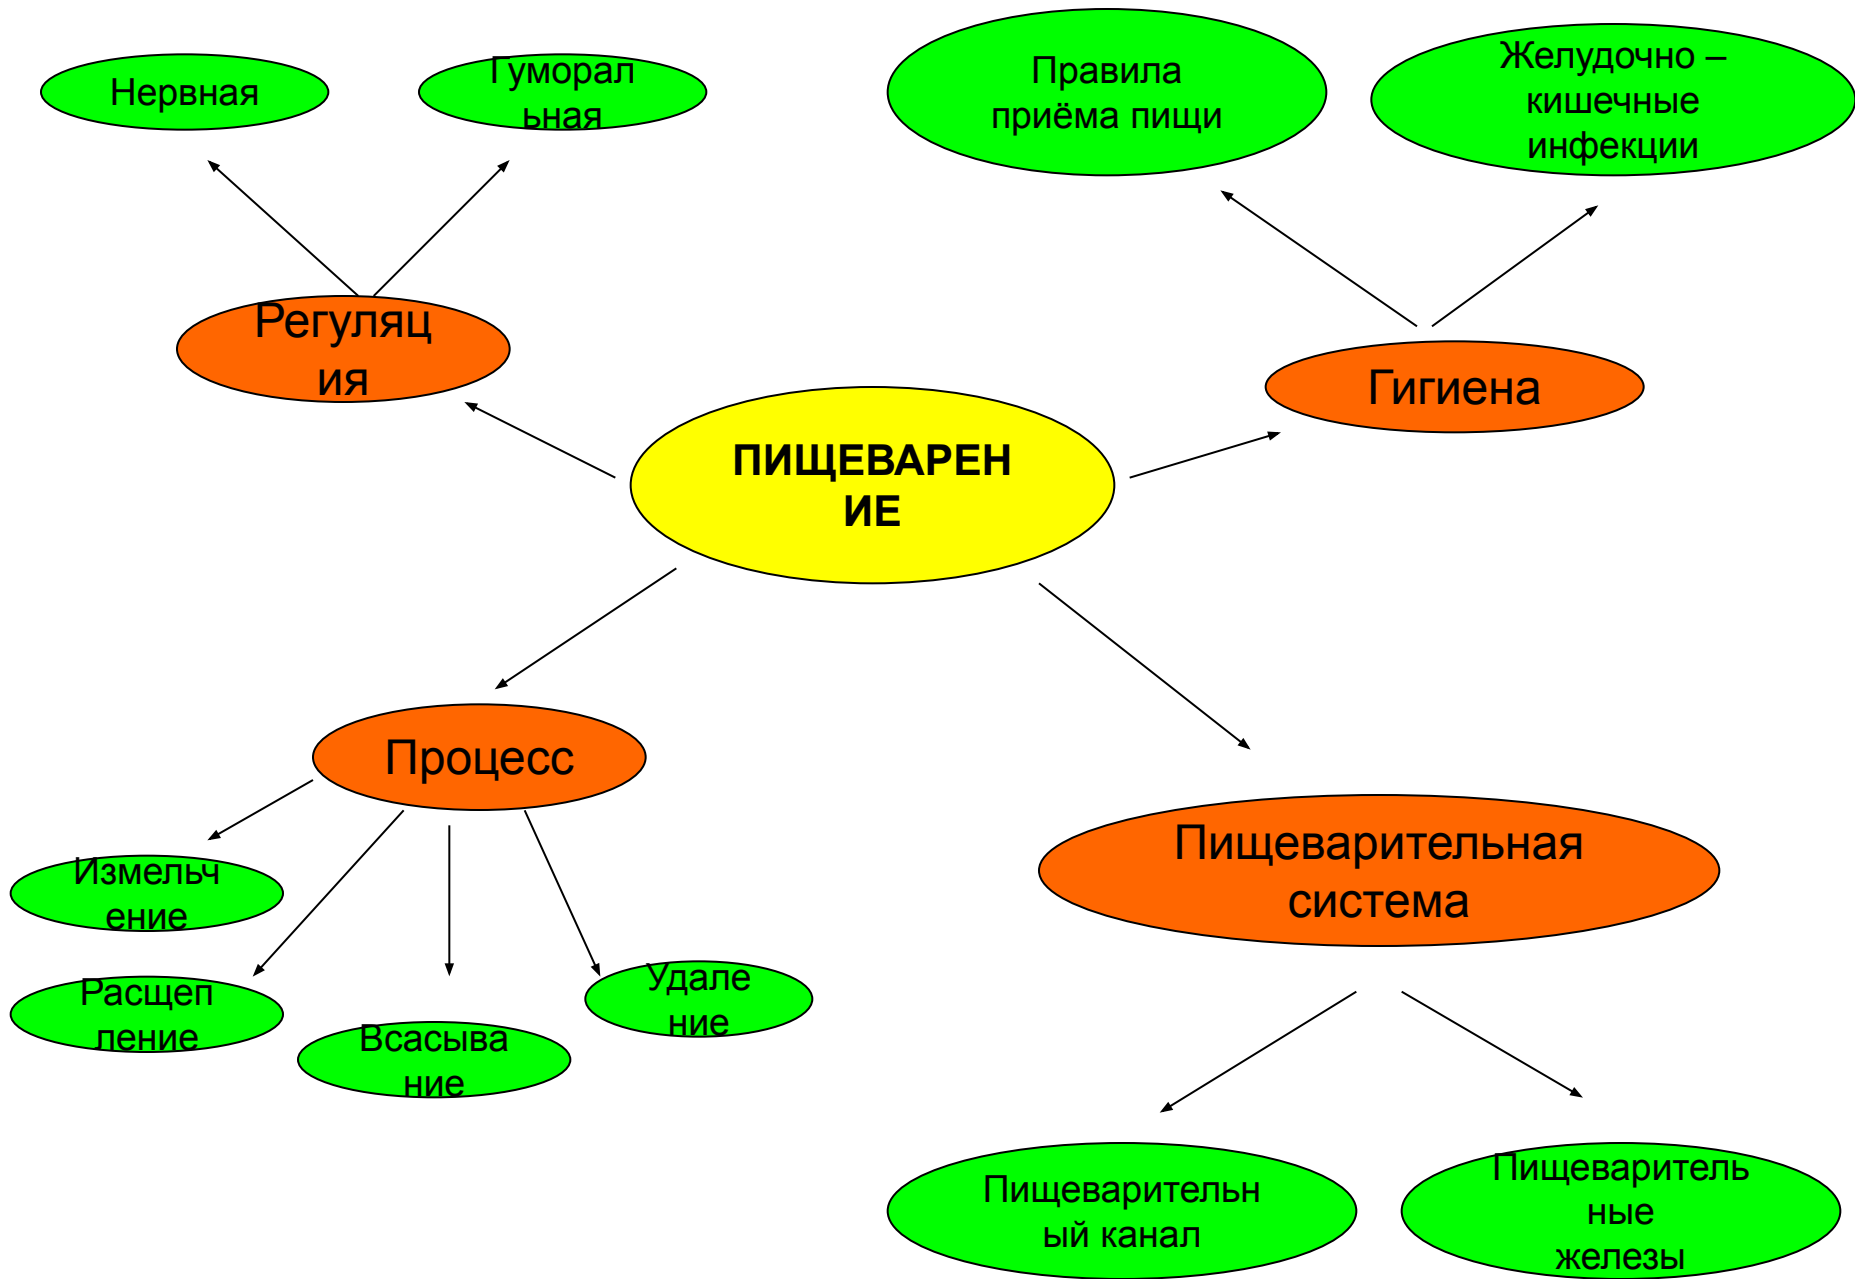 Нервная
Гуморал
ьная
Правила
приёма пищи
Желудочно –
кишечные
инфекции
Регуляц
ия
Гигиена
ПИЩЕВАРЕН
ИЕ
Процесс
Пищеварительная
система
Измельч
ение
Расщеп
ление
Всасыва
ние
Удале
ние
Пищеварительн
ый канал
Пищеваритель
ные
железы